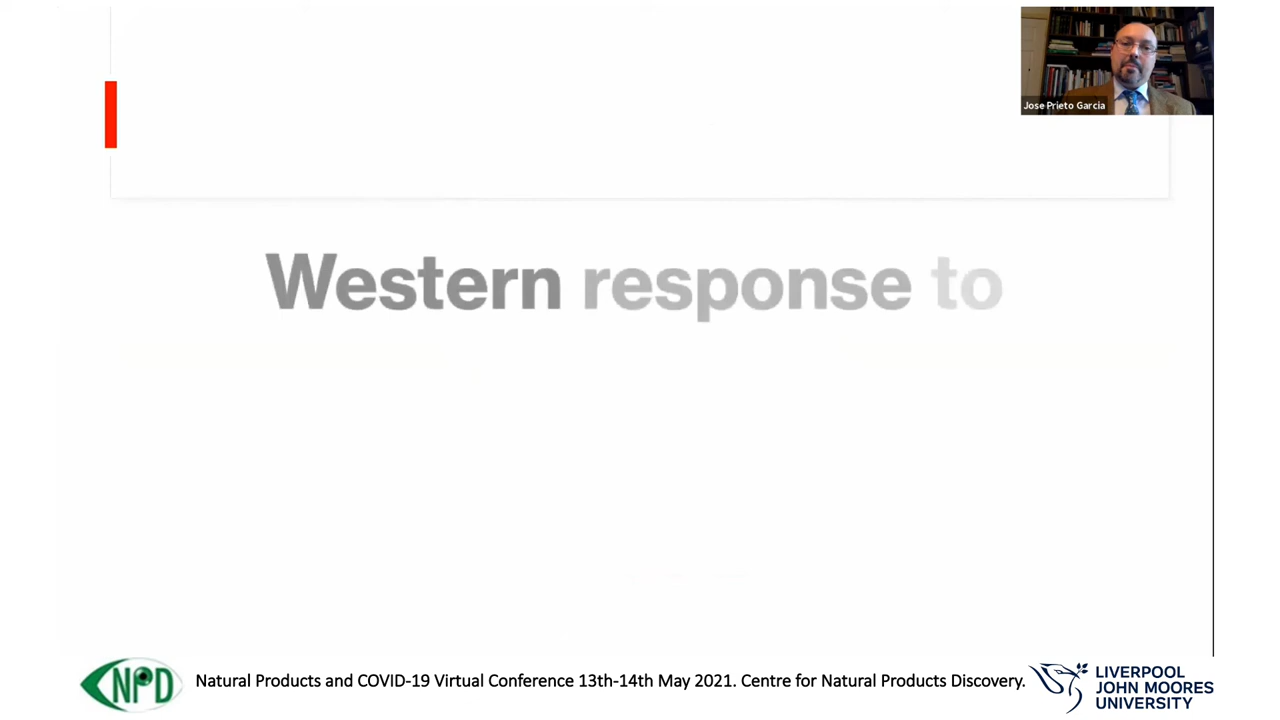 Jose Prieto Garcia
Western response to
NPD
Natural Products and COVID-19 Virtual Conference 13th-14th May 2021. Centre for Natural Products Discovery.
LIVERPOOL
JOHN MOORES
UNIVERSITY